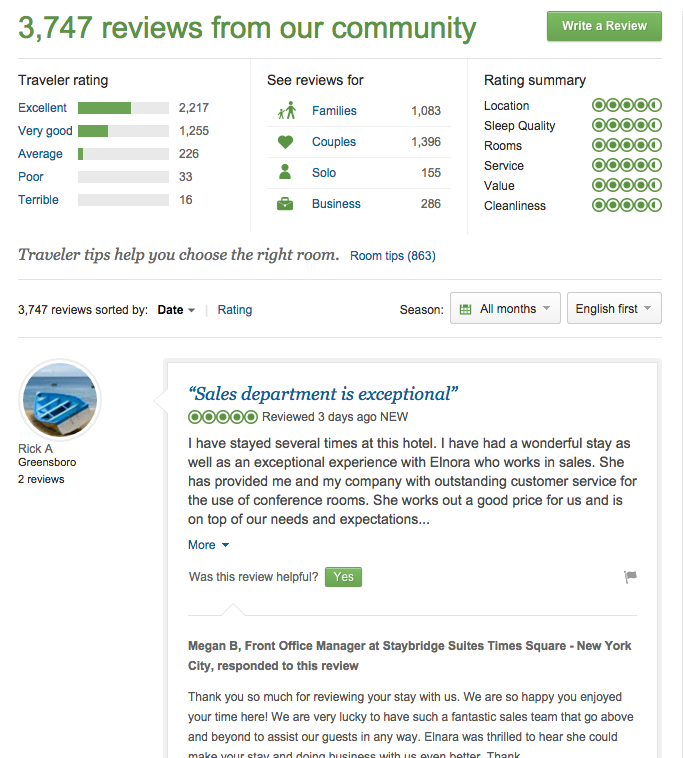 3,747 reviews from our community
Write a Review
Traveler rating
Excellent 2,217
Very good 1,255
Average 226
Poor 33
Terrible 16
See reviews for
Families 1,083
Couples 1,396
Solo 155
Business 286
Rating summary
Location
Sleep Quality
Rooms
Service
Value
Cleanliness
Traveler tips help you choose the right room. Room tips (863)
3,747 reviews sorted by: Date | Rating
Season: All months English first
Rick A
Greensboro
2 reviews
“Sales department is exceptional”
Reviewed 3 days ago NEW
I have stayed several times at this hotel. I have had a wonderful stay as
well as an exceptional experience with Elnora who works in sales. She
has provided me and my company with outstanding customer service for
the use of conference rooms. She works out a good price for us and is
on top of our needs and expectations...
More
Was this review helpful? Yes
Megan B, Front Office Manager at Staybridge Suites Times Square - New York
City, responded to this review
Thank you so much for reviewing your stay with us. We are so happy you enjoyed
your time here! We are very lucky to have such a fantastic sales team that go above
and beyond to assist our guests in any way. Elnara was thrilled to hear she could
make your stay and doing business with us even better. Thank